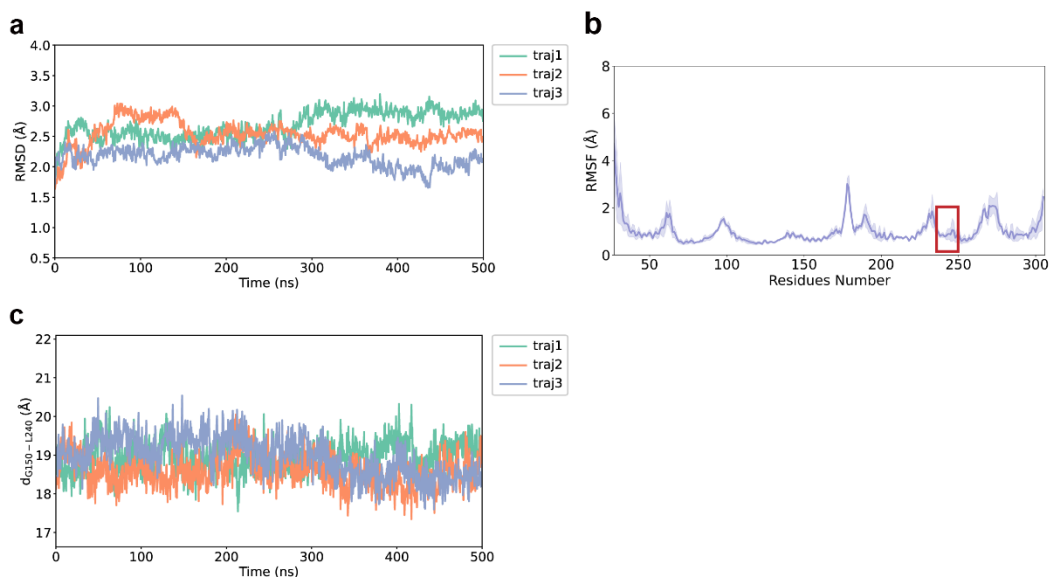 a
4.0
3.5
3.0
2.5
2.0
1.5
1.0
0.5
RMSD (Å)
0 100 200 300 400 500
Time (ns)
traj1
traj2
traj3
b
8
6
4
2
0
RMSF (Å)
50 100 150 200 250 300
Residues Number
c
22
21
20
19
18
17
dG150 – L240 (Å)
0 100 200 300 400 500
Time (ns)
traj1
traj2
traj3